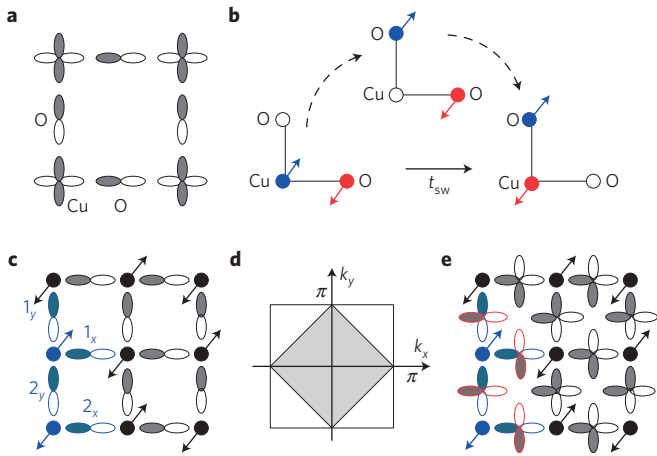 a
O
Cu
O
b
O
Cu
O
O
Cu
O
t_sw
O
Cu
O
c
1_y
1_x
2_y
2_x
d
k_y
π
k_x
π
e